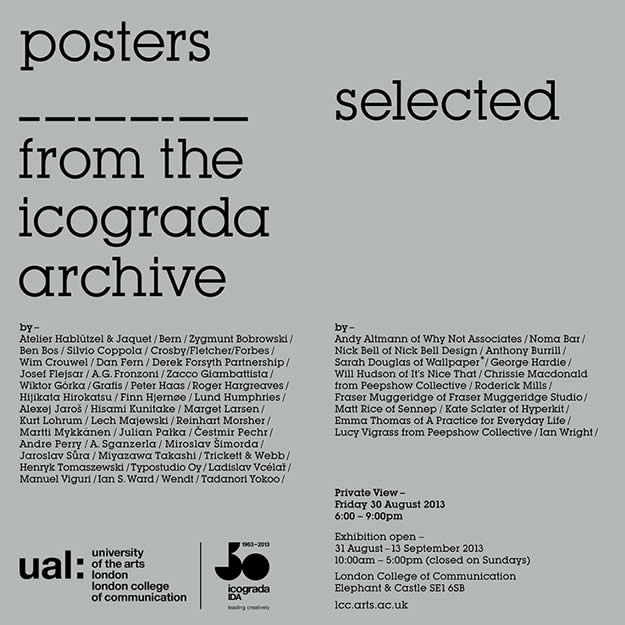 posters
selected
from the
icograda
archive
by –
Atelier Hablützel & Jaquet / Bern / Zygmunt Bobrowski /
Ben Bos / Silvio Coppola / Crosby/Fletcher/Forbes /
Wim Crouwel / Dan Fern / Derek Forsyth Partnership /
Josef Flejsar / A.G. Fronzoni / Zacco Giambattista /
Wiktor Górka / Grafis / Peter Haas / Roger Hargreaves /
Hijikata Hirokatsu / Finn Hjernøe / Lund Humphries /
Alexej Jaroš / Hisami Kunitake / Marget Larsen /
Kurt Lohrum / Lech Majewski / Reinhart Morsher /
Martti Mykkänen / Julian Pałka / Čestmír Pechr /
Andre Perry / A. Sganzerla / Miroslav Šimorda /
Jaroslav Sůra / Miyazawa Takashi / Trickett & Webb /
Henryk Tomaszewski / Typostudio Oy / Ladislav Vcélař /
Manuel Viguri / Ian S. Ward / Wendt / Tadanori Yokoo /
by –
Andy Altmann of Why Not Associates / Noma Bar /
Nick Bell of Nick Bell Design / Anthony Burrill /
Sarah Douglas of Wallpaper* / George Hardie /
Will Hudson of It's Nice That / Chrissie Macdonald
from Peepshow Collective / Roderick Mills /
Fraser Muggeridge of Fraser Muggeridge Studio /
Matt Rice of Sennep / Kate Sclater of Hyperkit /
Emma Thomas of A Practice for Everyday Life /
Lucy Vigrass from Peepshow Collective / Ian Wright /
Private View –
Friday 30 August 2013
6:00 – 9:00pm
Exhibition open –
31 August – 13 September 2013
10:00am – 5:00pm (closed on Sundays)
London College of Communication
Elephant & Castle SE1 6SB
lcc.arts.ac.uk
ual:
university
of the arts
london
london college
of communication
1963–2013
50
icograda
IDA
leading creatively